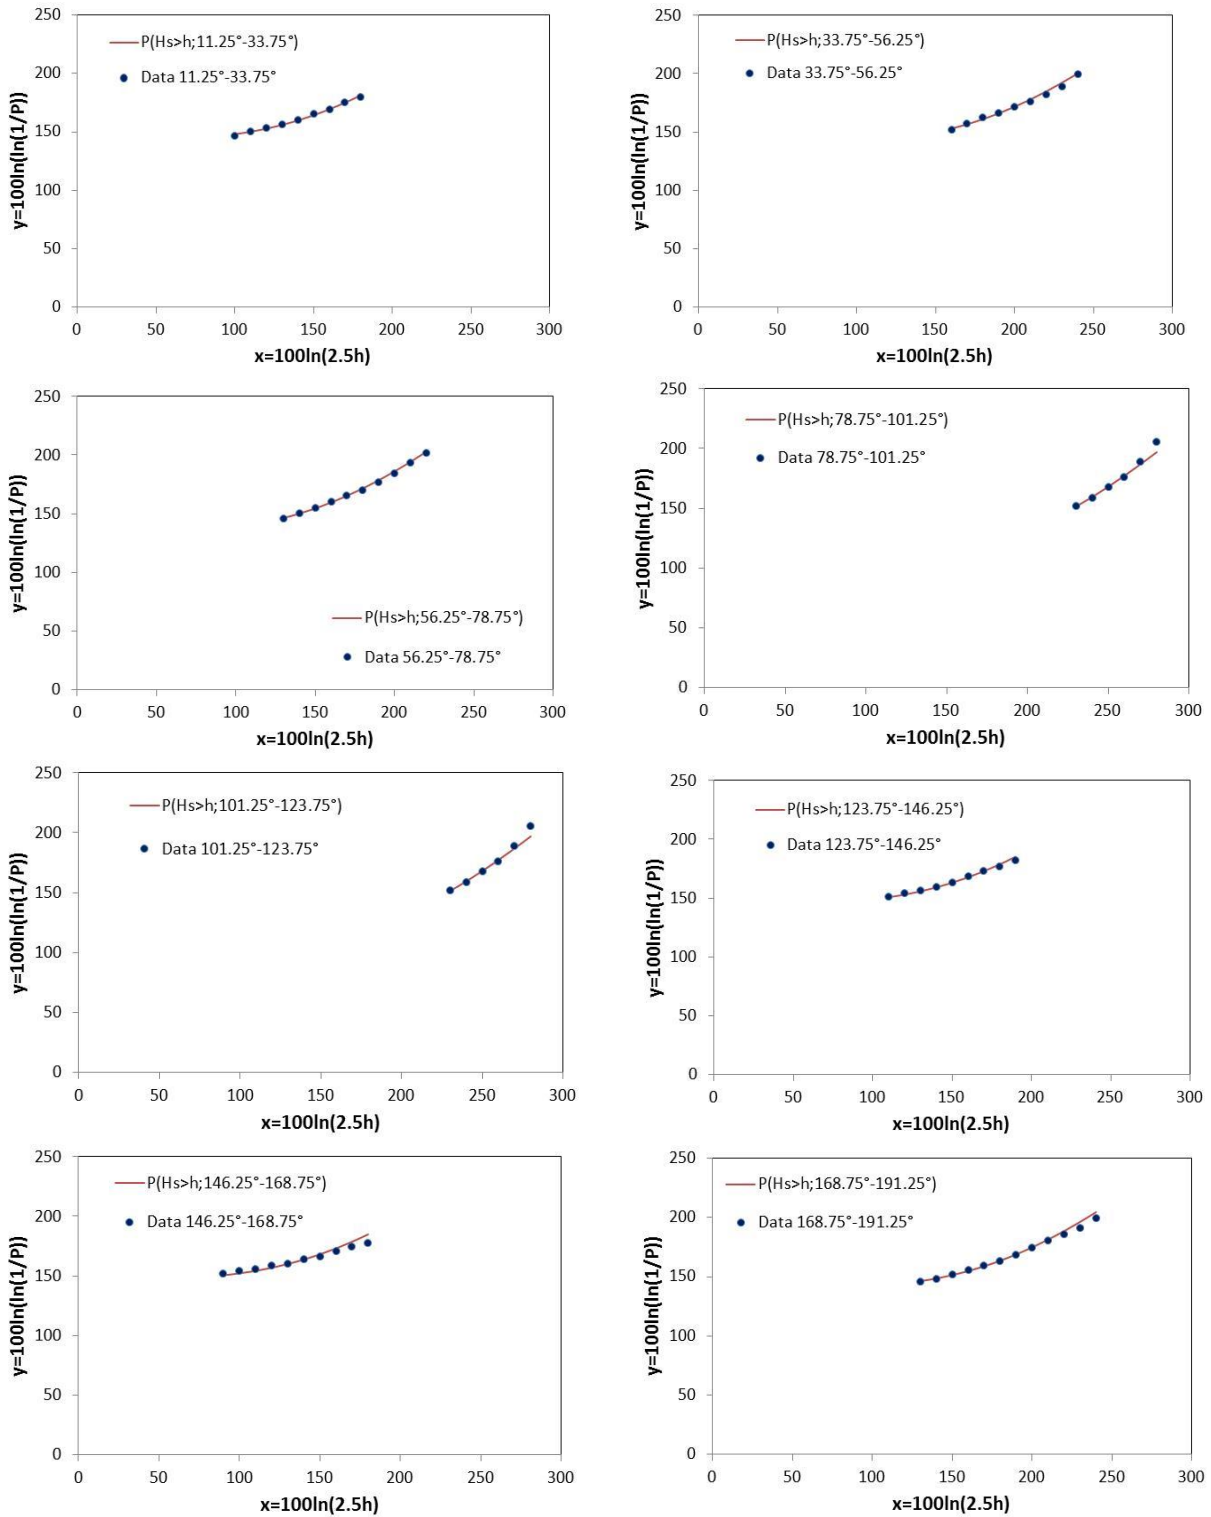 250
P(Hs>h;11.25°-33.75°)
200
Data 11.25°-33.75°
150
100
50
0
0 50 100 150 200 250 300
y=100ln(ln(1/P))
x=100ln(2.5h)
250
P(Hs>h;33.75°-56.25°)
200
Data 33.75°-56.25°
150
100
50
0
0 50 100 150 200 250 300
y=100ln(ln(1/P))
x=100ln(2.5h)
250
200
150
100
P(Hs>h;56.25°-78.75°)
50
Data 56.25°-78.75°
0
0 50 100 150 200 250 300
y=100ln(ln(1/P))
x=100ln(2.5h)
250
P(Hs>h;78.75°-101.25°)
200
Data 78.75°-101.25°
150
100
50
0
0 50 100 150 200 250 300
y=100ln(ln(1/P))
x=100ln(2.5h)
250
P(Hs>h;101.25°-123.75°)
200
Data 101.25°-123.75°
150
100
50
0
0 50 100 150 200 250 300
y=100ln(ln(1/P))
x=100ln(2.5h)
250
P(Hs>h;123.75°-146.25°)
200
Data 123.75°-146.25°
150
100
50
0
0 50 100 150 200 250 300
y=100ln(ln(1/P))
x=100ln(2.5h)
250
P(Hs>h;146.25°-168.75°)
200
Data 146.25°-168.75°
150
100
50
0
0 50 100 150 200 250 300
y=100ln(ln(1/P))
x=100ln(2.5h)
250
P(Hs>h;168.75°-191.25°)
200
Data 168.75°-191.25°
150
100
50
0
0 50 100 150 200 250 300
y=100ln(ln(1/P))
x=100ln(2.5h)